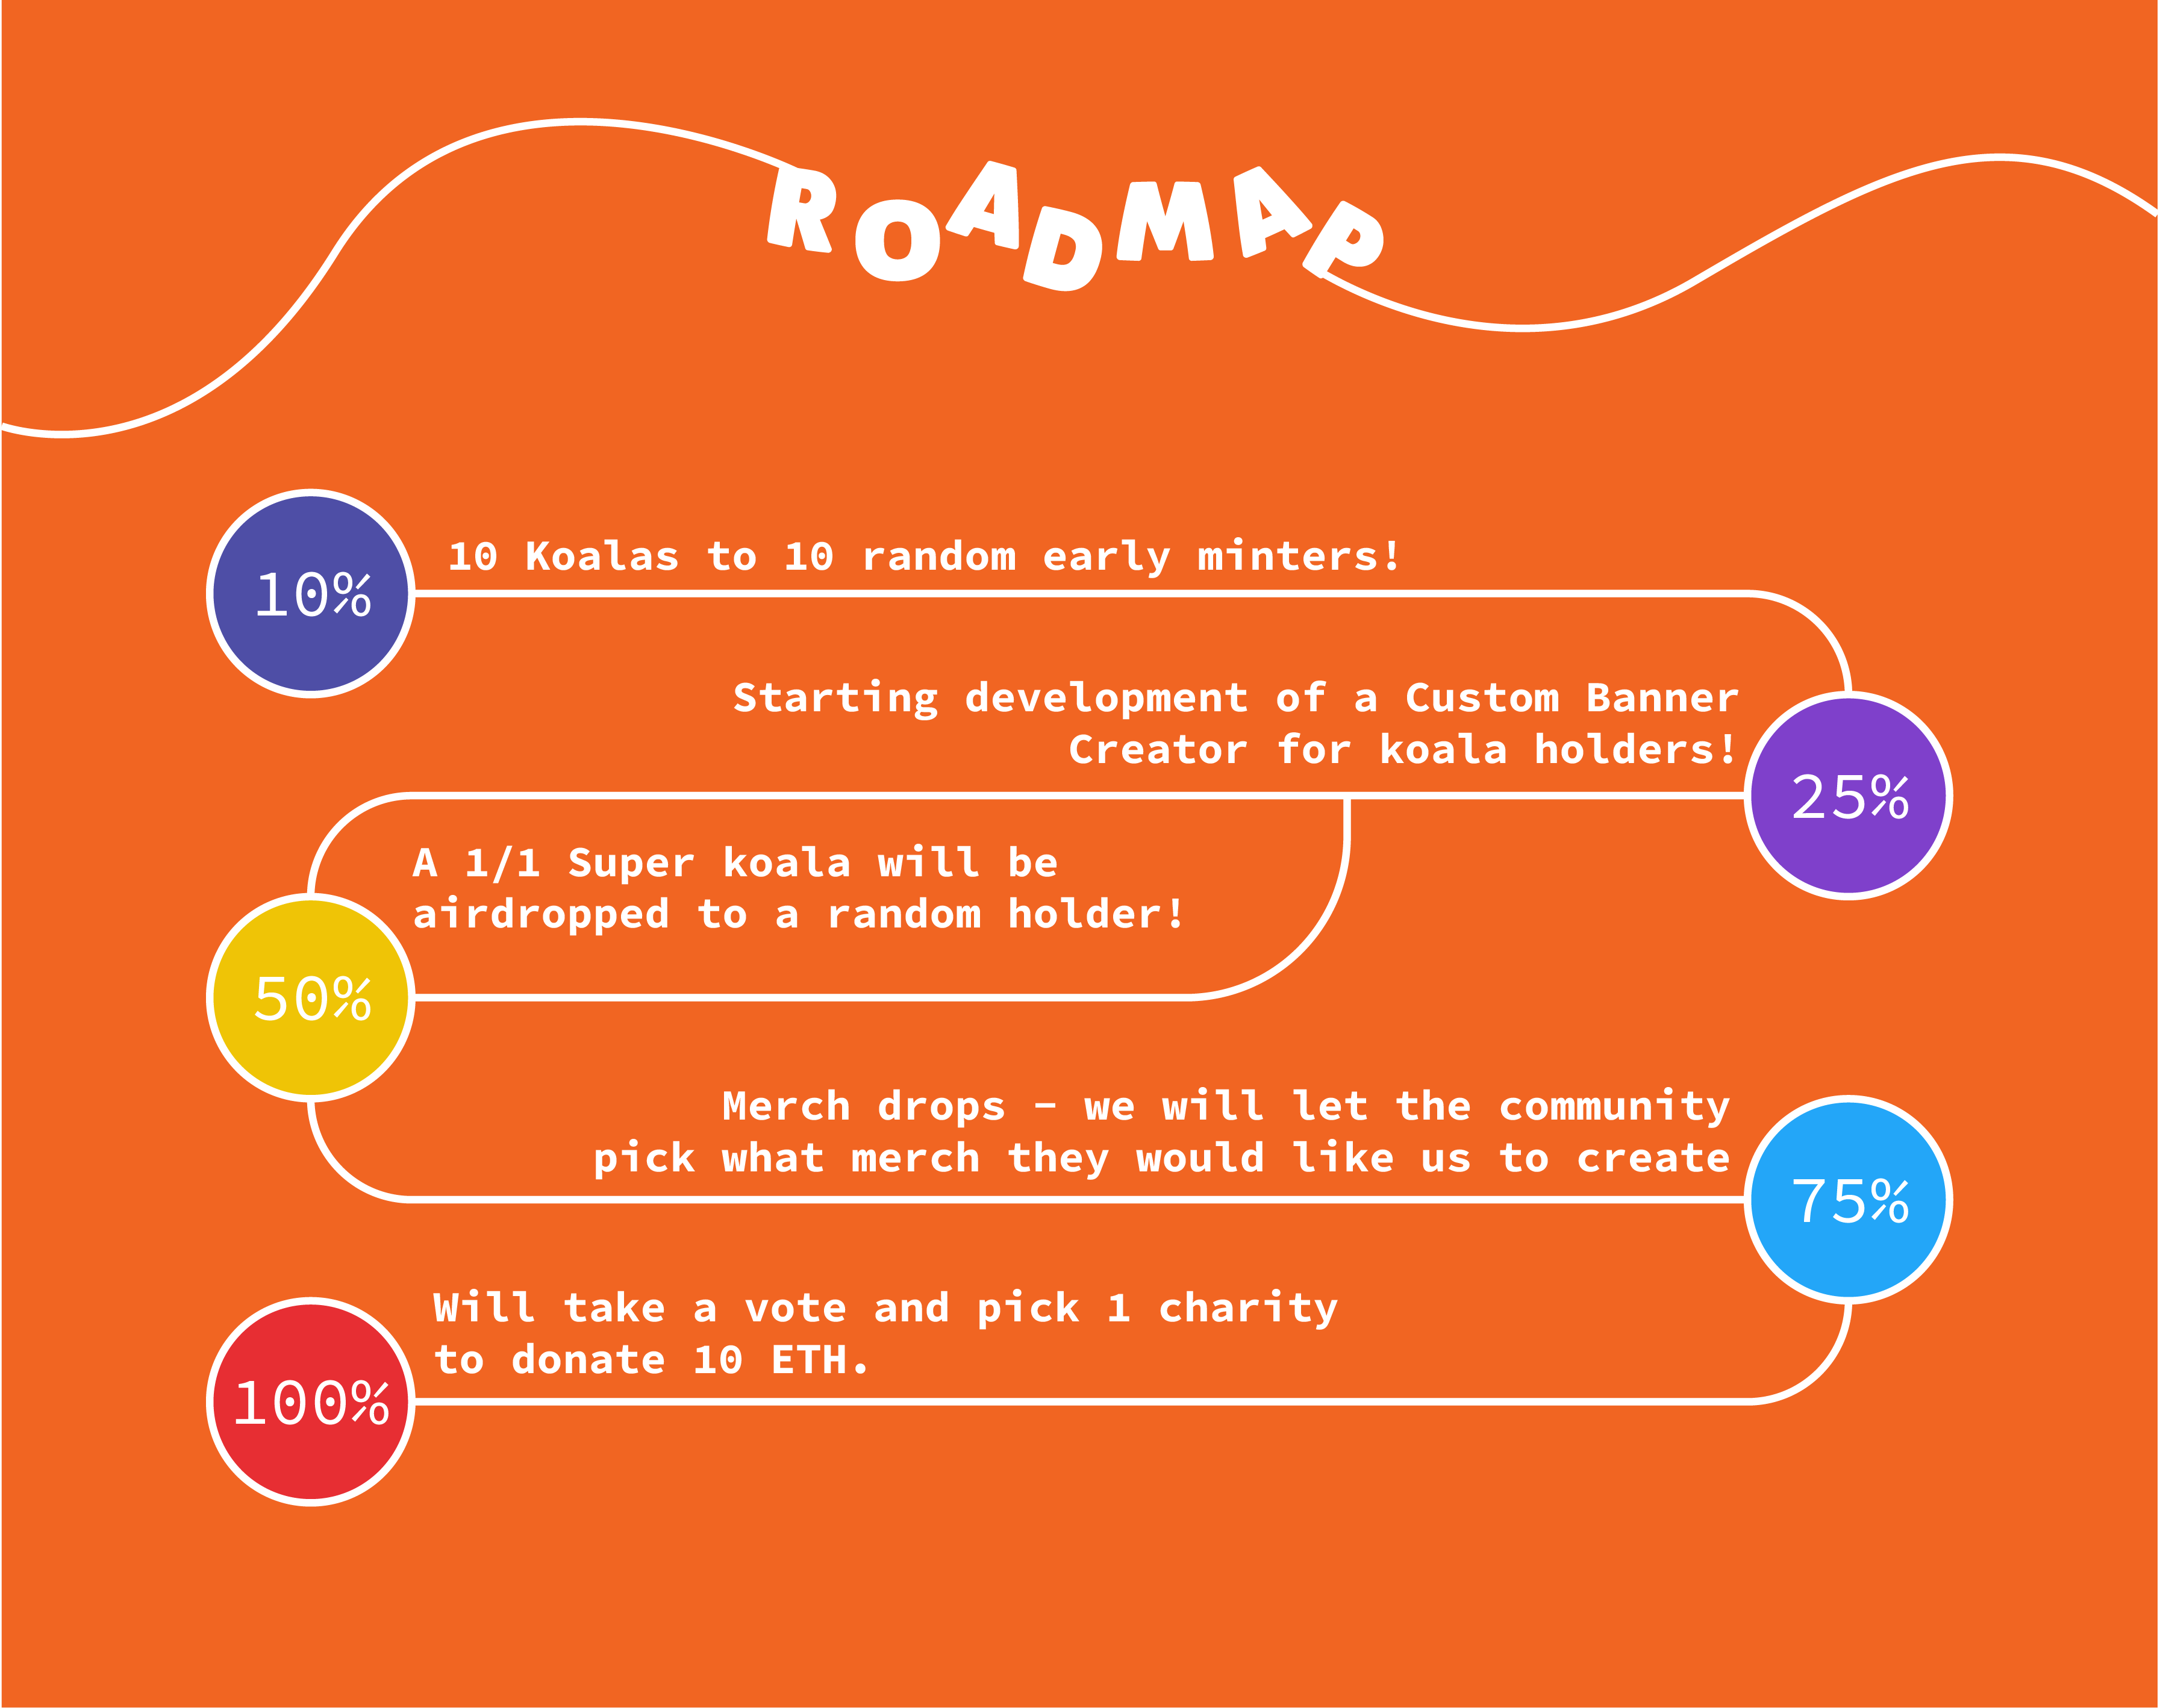 ROADMAP
10%
10 Koalas to 10 random early minters!
Starting development of a Custom Banner
Creator for koala holders!
25%
A 1/1 Super koala will be
airdropped to a random holder!
50%
Merch drops – we will let the community
pick what merch they would like us to create
75%
Will take a vote and pick 1 charity
to donate 10 ETH.
100%